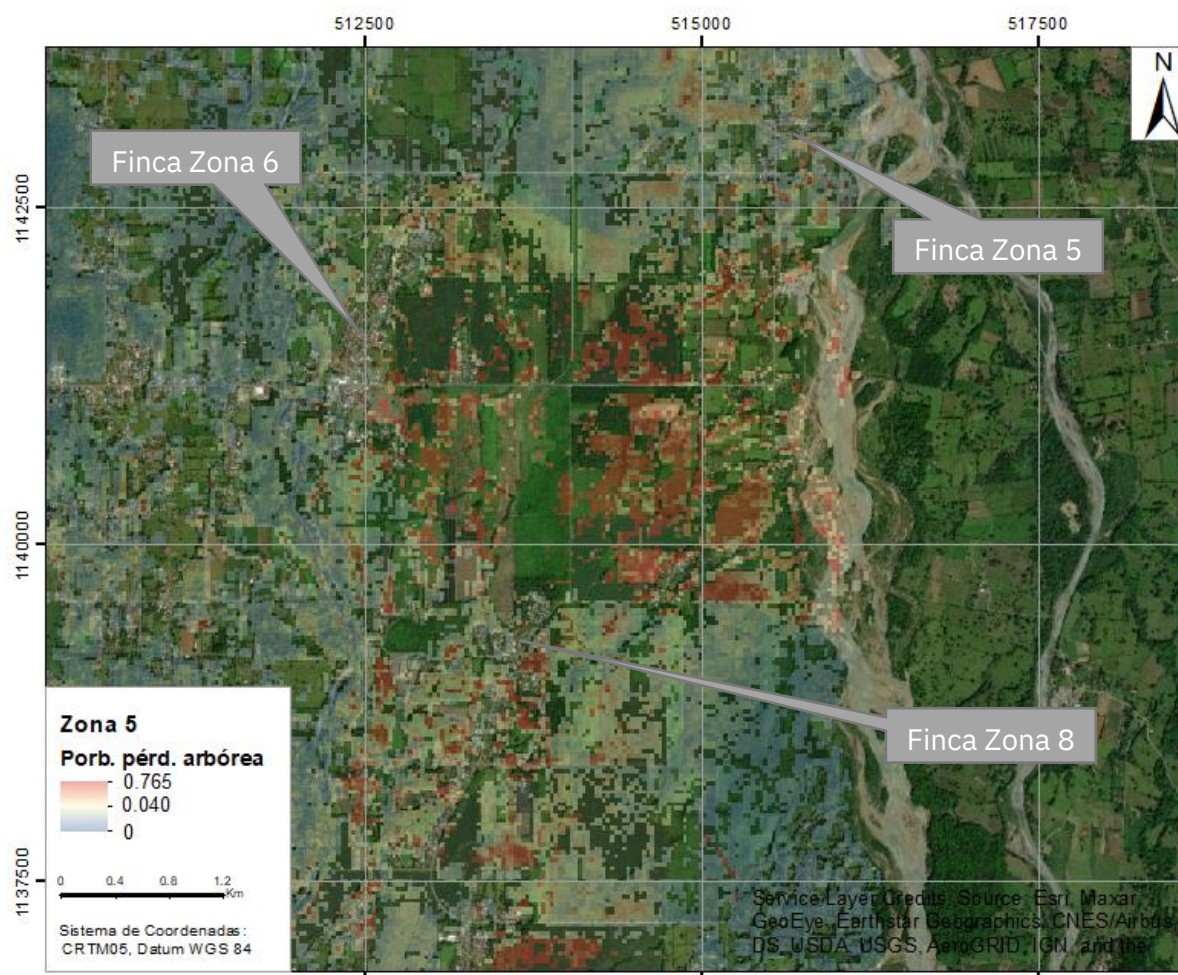 512500
515000
517500
N
Finca Zona 6
1142500
Finca Zona 5
1140000
Finca Zona 8
Zona 5
Porb. pérd. arbórea
0.765
0.040
0
0 0.4 0.8 1.2
Km
Sistema de Coordenadas:
CRTM05, Datum WGS 84
1137500
Service Layer Credits: Source: Esri, Maxar,
GeoEye, Earthstar Geographics, CNES/Airbus
DS, USDA, USGS, AeroGRID, IGN, and the